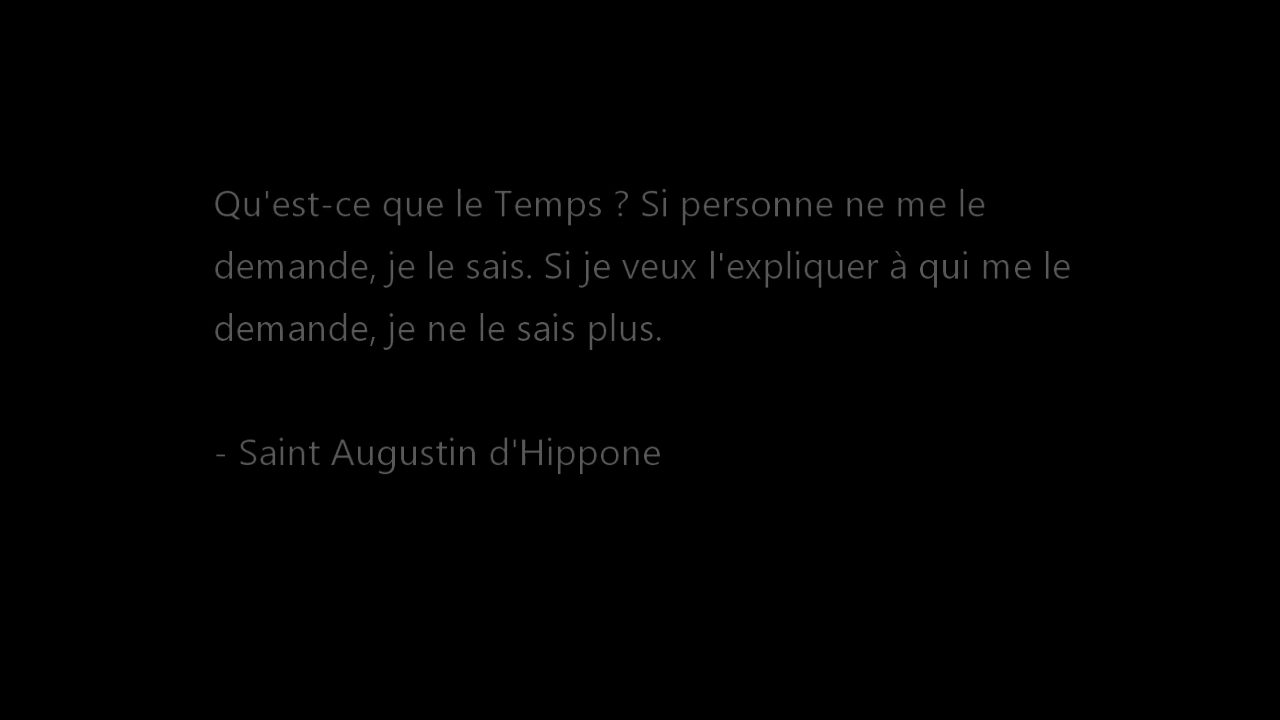 Qu'est-ce que le Temps ? Si personne ne me le
demande, je le sais. Si je veux l'expliquer à qui me le
demande, je ne le sais plus.
- Saint Augustin d'Hippone